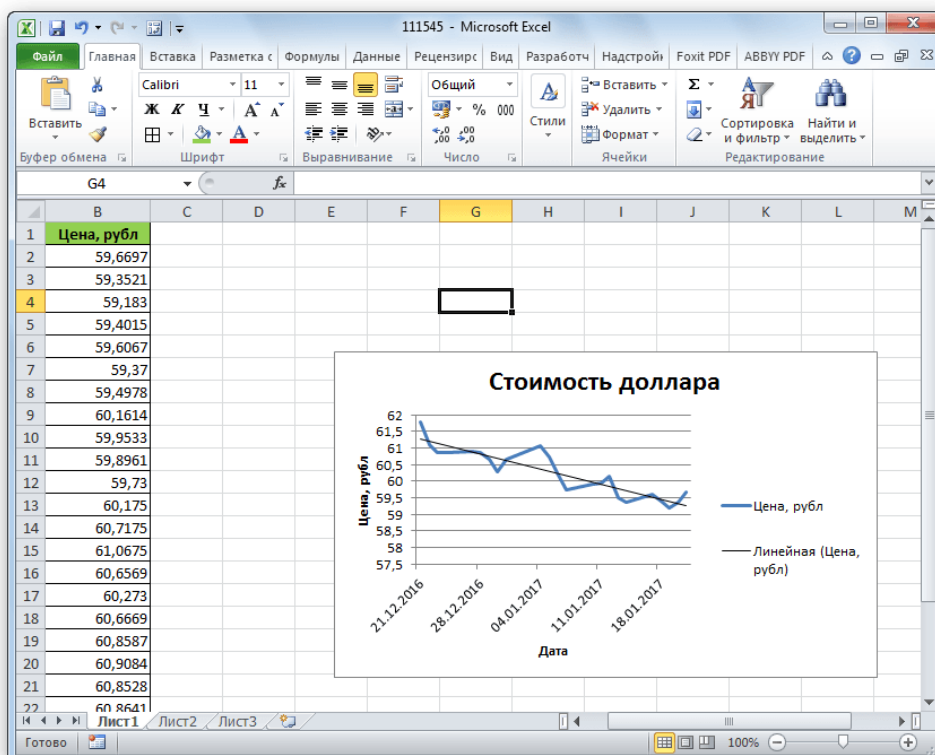 111545 - Microsoft Excel
Файл Главная Вставка Разметка с Формулы Данные Рецензирс Вид Разработч Надстрой Foxit PDF ABBYY PDF
Calibri 11 Общий Вставить Σ
Вставить Ж К Ч A A % 000 Стили Удалить Сортировка и фильтр Найти и выделить
A ,00 Формат
Буфер обмена Шрифт Выравнивание Число Ячейки Редактирование
G4 fx
B C D E F G H I J K L M
1 Цена, рубл
2 59,6697
3 59,3521
4 59,183
5 59,4015
6 59,6067
7 59,37
8 59,4978
9 60,1614
10 59,9533
11 59,8961
12 59,73
13 60,175
14 60,7175
15 61,0675
16 60,6569
17 60,273
18 60,6669
19 60,8587
20 60,9084
21 60,8528
22 60,8641
Стоимость доллара
Цена, рубл
62
61,5
61
60,5
60
59,5
59
58,5
58
57,5
21.12.2016 28.12.2016 04.01.2017 11.01.2017 18.01.2017
Дата
Цена, рубл
Линейная (Цена,
рубл)
Лист1 Лист2 Лист3
Готово 100%